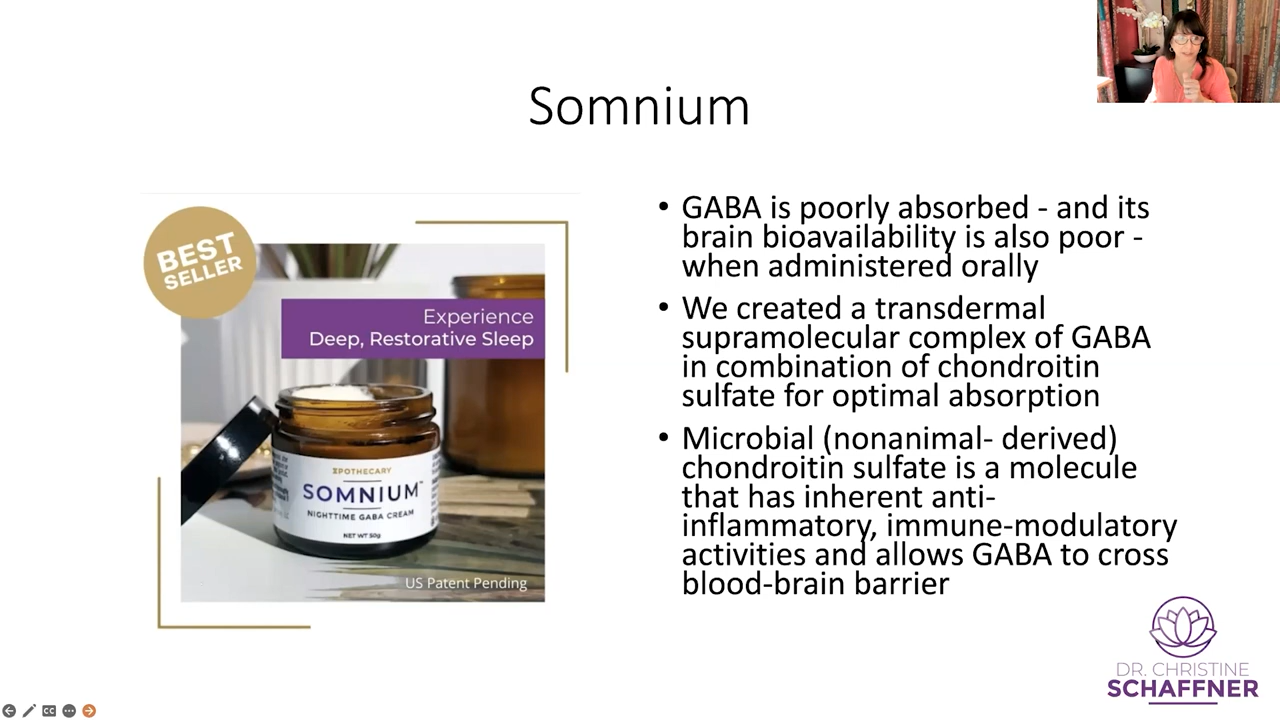 Somnium
BEST
SELLER
Experience
Deep, Restorative Sleep
SOMNIUM™
NIGHTTIME GABA CREAM
NET WT 50g
US Patent Pending
• GABA is poorly absorbed - and its
brain bioavailability is also poor -
when administered orally
• We created a transdermal
supramolecular complex of GABA
in combination of chondroitin
sulfate for optimal absorption
• Microbial (nonanimal- derived)
chondroitin sulfate is a molecule
that has inherent anti-
inflammatory, immune-modulatory
activities and allows GABA to cross
blood-brain barrier
DR. CHRISTINE
SCHAFFNER
CC